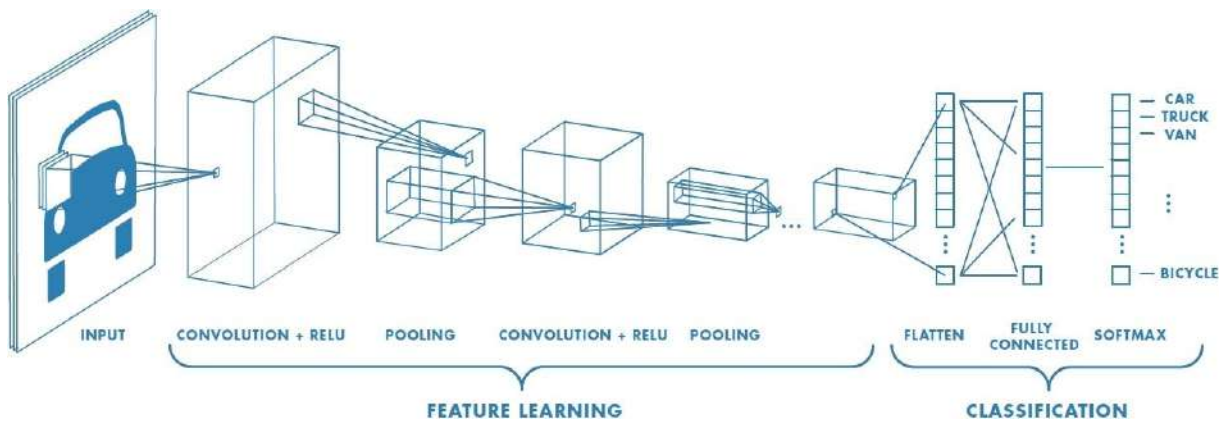 CAR
TRUCK
VAN
BICYCLE
INPUT
CONVOLUTION + RELU
POOLING
CONVOLUTION + RELU
POOLING
FLATTEN
FULLY
CONNECTED
SOFTMAX
FEATURE LEARNING
CLASSIFICATION